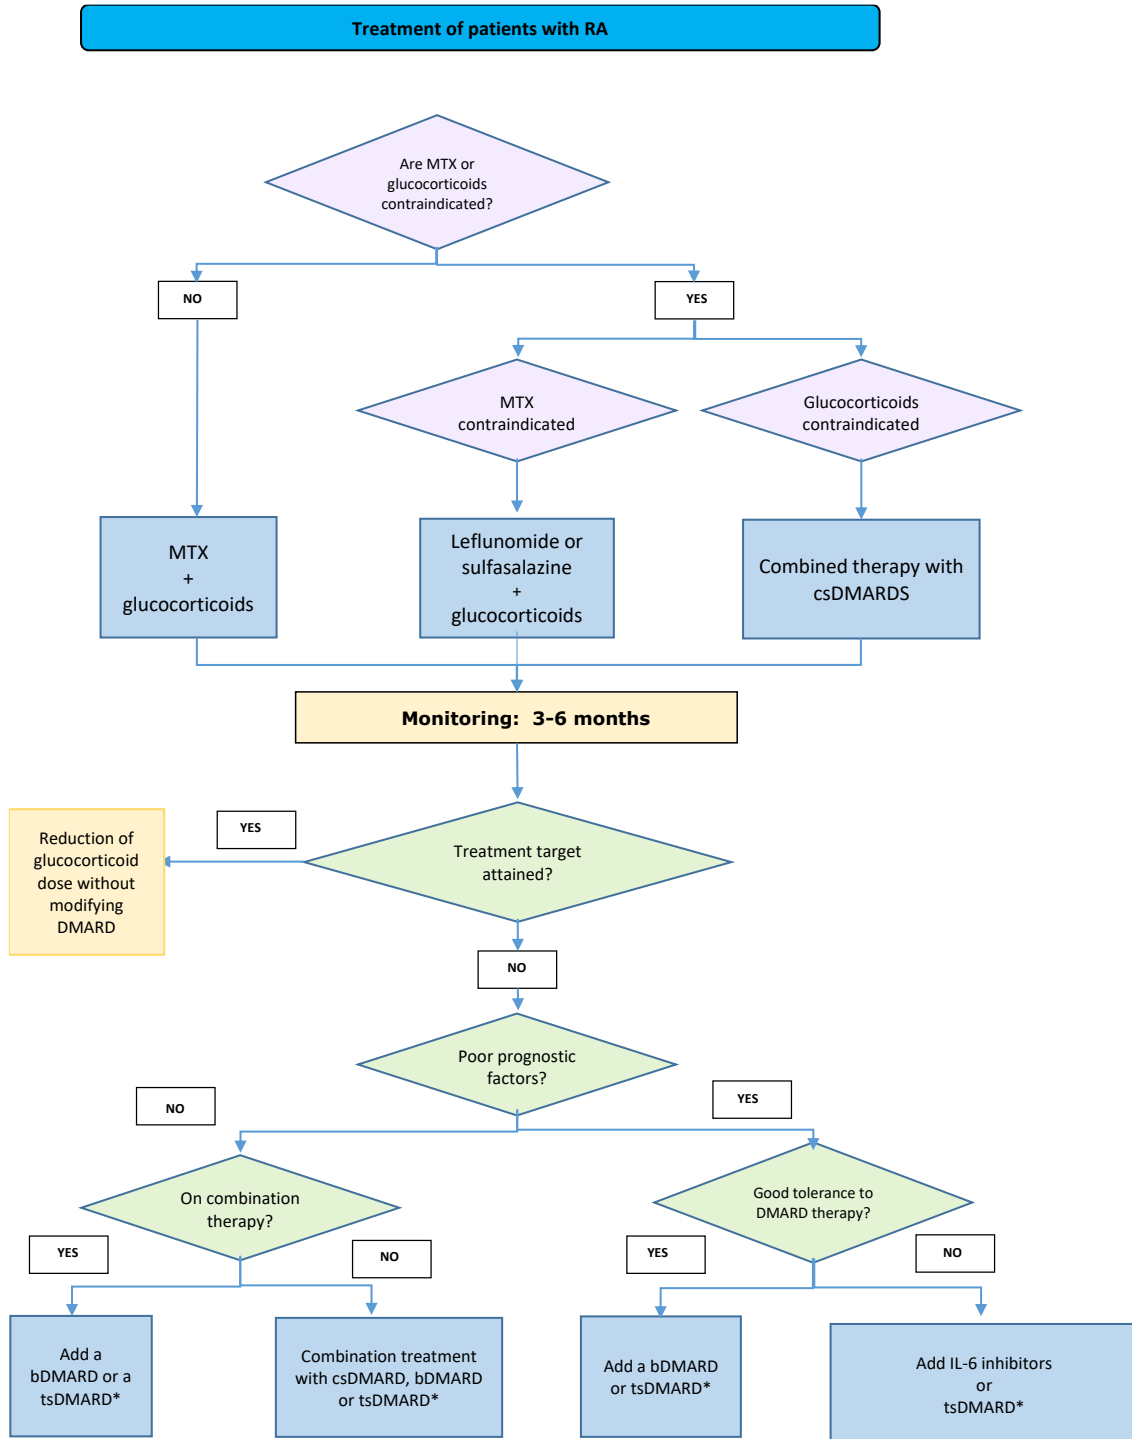 Treatment of patients with RA
Are MTX or
glucocorticoids
contraindicated?
NO
YES
MTX
contraindicated
Glucocorticoids
contraindicated
MTX
+
glucocorticoids
Leflunomide or
sulfasalazine
+
glucocorticoids
Combined therapy with
csDMARDS
Monitoring: 3-6 months
YES
Reduction of
glucocorticoid
dose without
modifying
DMARD
Treatment target
attained?
NO
Poor prognostic
factors?
NO
YES
On combination
therapy?
Good tolerance to
DMARD therapy?
YES
NO
YES
NO
Add a
bDMARD or a
tsDMARD*
Combination treatment
with csDMARD, bDMARD
or tsDMARD*
Add a bDMARD
or tsDMARD*
Add IL-6 inhibitors
or
tsDMARD*